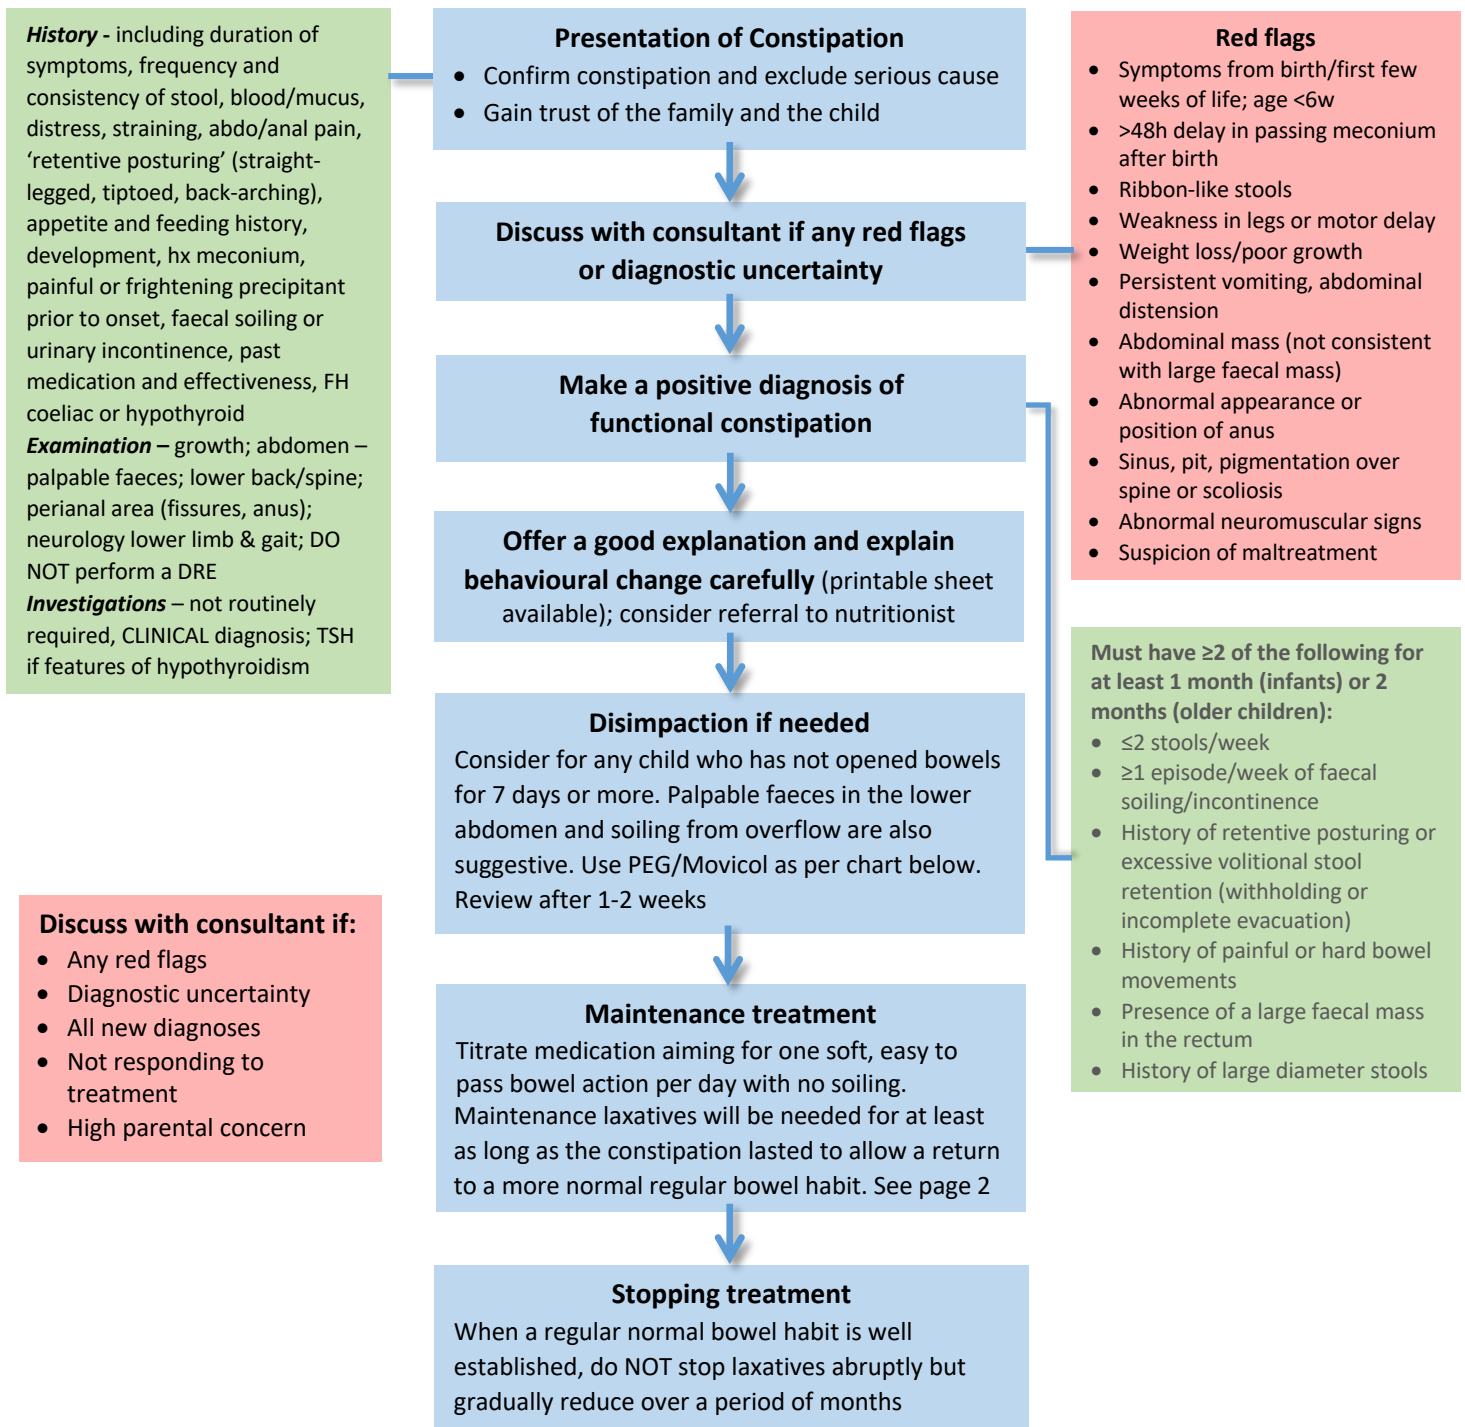 History - including duration of
symptoms, frequency and
consistency of stool, blood/mucus,
distress, straining, abdo/anal pain,
‘retentive posturing’ (straight-
legged, tiptoed, back-arching),
appetite and feeding history,
development, hx meconium,
painful or frightening precipitant
prior to onset, faecal soiling or
urinary incontinence, past
medication and effectiveness, FH
coeliac or hypothyroid
Examination – growth; abdomen –
palpable faeces; lower back/spine;
perianal area (fissures, anus);
neurology lower limb & gait; DO
NOT perform a DRE
Investigations – not routinely
required, CLINICAL diagnosis; TSH
if features of hypothyroidism
Presentation of Constipation
• Confirm constipation and exclude serious cause
• Gain trust of the family and the child
Discuss with consultant if any red flags
or diagnostic uncertainty
Make a positive diagnosis of
functional constipation
Offer a good explanation and explain
behavioural change carefully (printable sheet
available); consider referral to nutritionist
Disimpaction if needed
Consider for any child who has not opened bowels
for 7 days or more. Palpable faeces in the lower
abdomen and soiling from overflow are also
suggestive. Use PEG/Movicol as per chart below.
Review after 1-2 weeks
Maintenance treatment
Titrate medication aiming for one soft, easy to
pass bowel action per day with no soiling.
Maintenance laxatives will be needed for at least
as long as the constipation lasted to allow a return
to a more normal regular bowel habit. See page 2
Stopping treatment
When a regular normal bowel habit is well
established, do NOT stop laxatives abruptly but
gradually reduce over a period of months
Red flags
• Symptoms from birth/first few
weeks of life; age <6w
• >48h delay in passing meconium
after birth
• Ribbon-like stools
• Weakness in legs or motor delay
• Weight loss/poor growth
• Persistent vomiting, abdominal
distension
• Abdominal mass (not consistent
with large faecal mass)
• Abnormal appearance or
position of anus
• Sinus, pit, pigmentation over
spine or scoliosis
• Abnormal neuromuscular signs
• Suspicion of maltreatment
Must have ≥2 of the following for
at least 1 month (infants) or 2
months (older children):
• ≤2 stools/week
• ≥1 episode/week of faecal
soiling/incontinence
• History of retentive posturing or
excessive volitional stool
retention (withholding or
incomplete evacuation)
• History of painful or hard bowel
movements
• Presence of a large faecal mass
in the rectum
• History of large diameter stools
Discuss with consultant if:
• Any red flags
• Diagnostic uncertainty
• All new diagnoses
• Not responding to
treatment
• High parental concern